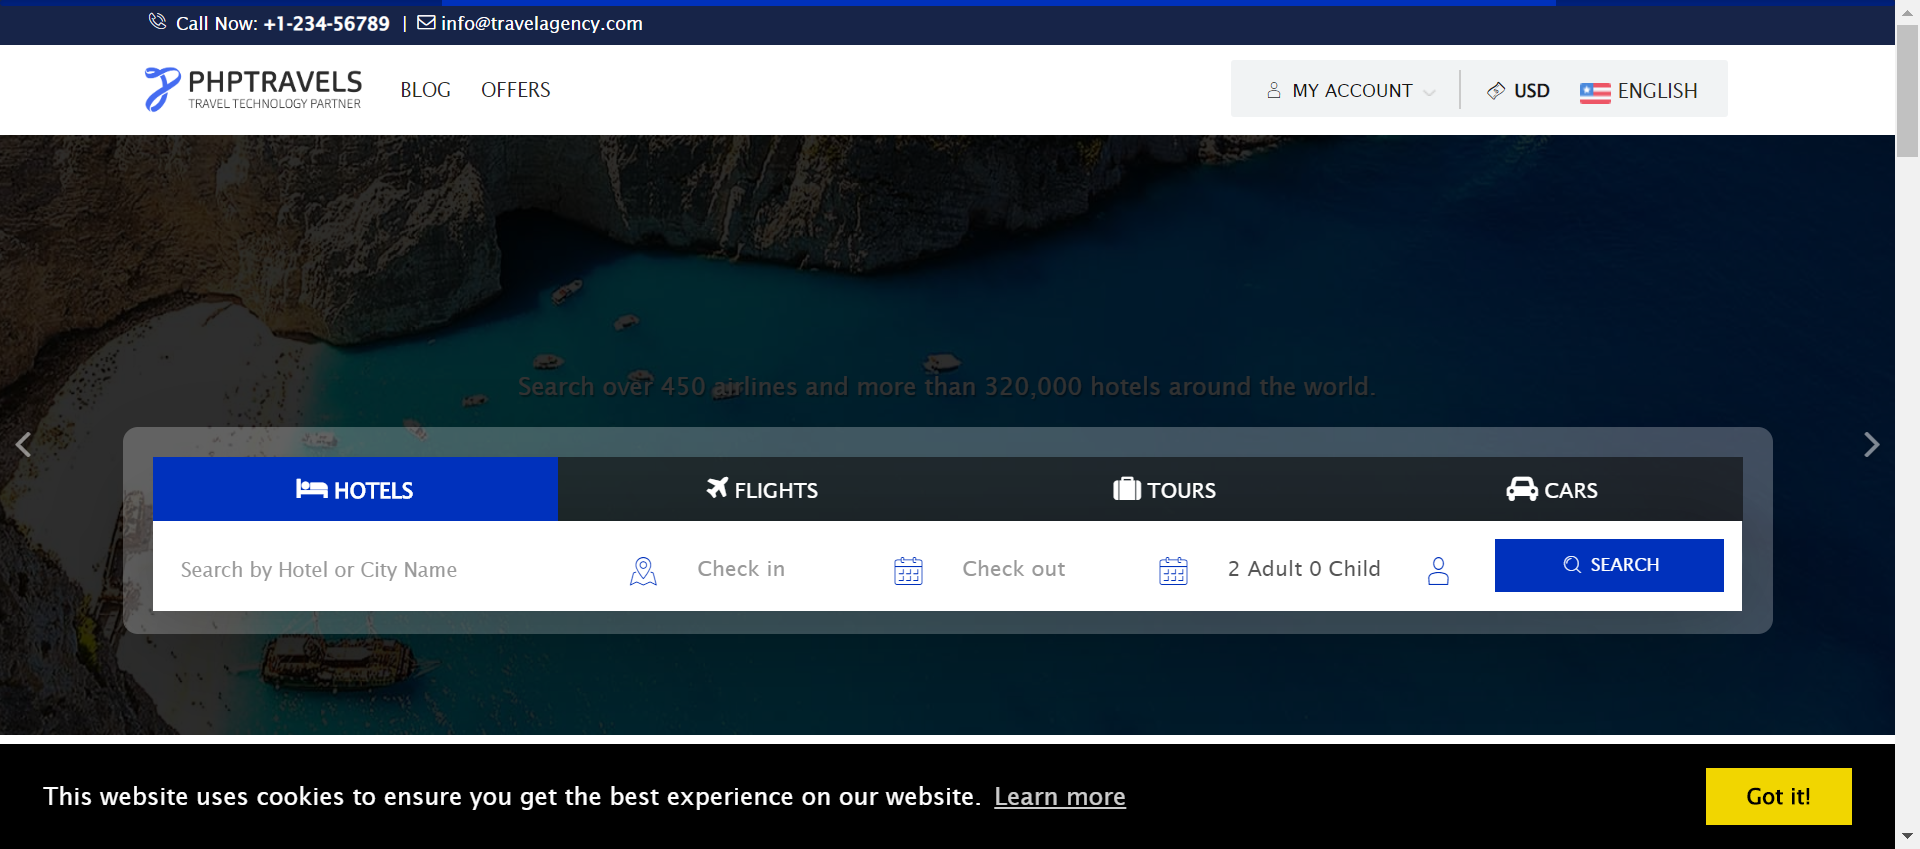 Call Now: +1-234-56789 | info@travelagency.com
PHPTRAVELS
TRAVEL TECHNOLOGY PARTNER
BLOG OFFERS
MY ACCOUNT USD ENGLISH
Search over 450 airlines and more than 320,000 hotels around the world.
HOTELS FLIGHTS TOURS CARS
Search by Hotel or City Name Check in Check out 2 Adult 0 Child SEARCH
This website uses cookies to ensure you get the best experience on our website. Learn more Got it!